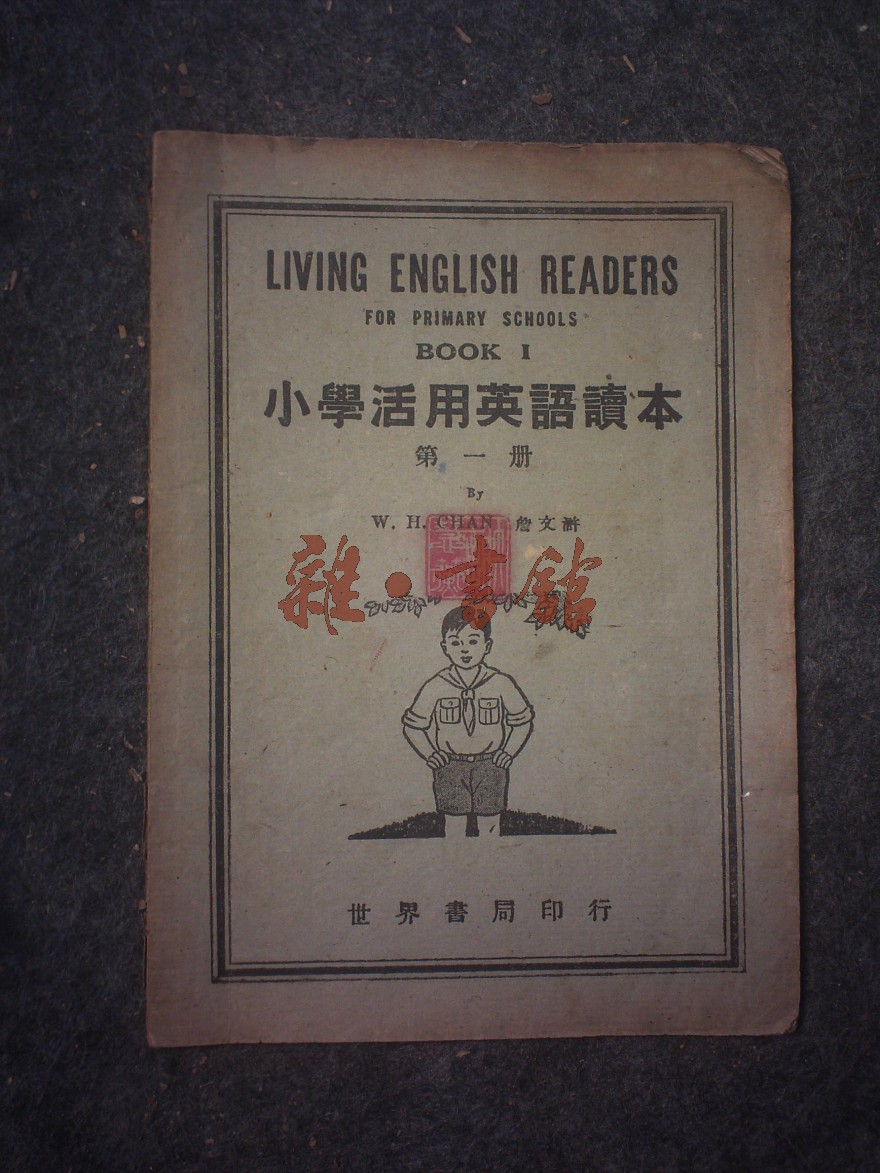 LIVING ENGLISH READERS
FOR PRIMARY SCHOOLS
BOOK I
小學活用英語讀本
第一册
By
W. H. CHAN 詹文滸
雜·書館
世界書局印行